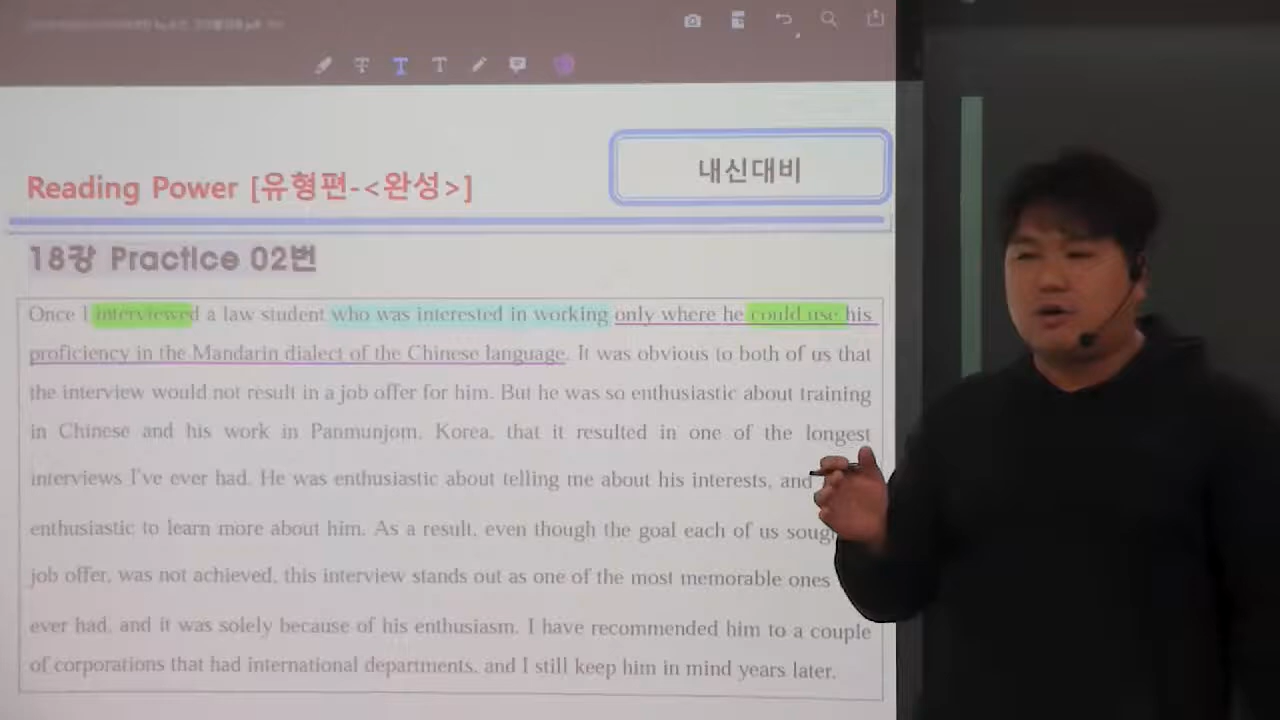 Reading Power [유형편-<완성>]
내신대비
18강 Practice 02번
Once I interviewed a law student who was interested in working only where he could use his
proficiency in the Mandarin dialect of the Chinese language. It was obvious to both of us that
the interview would not result in a job offer for him. But he was so enthusiastic about training
in Chinese and his work in Panmunjom, Korea, that it resulted in one of the longest
interviews I've ever had. He was enthusiastic about telling me about his interests, and
enthusiastic to learn more about him. As a result, even though the goal each of us
job offer, was not achieved, this interview stands out as one of the most memorable ones
ever had, and it was solely because of his enthusiasm. I have recommended him to a couple
of corporations that had international departments, and I still keep him in mind years later.